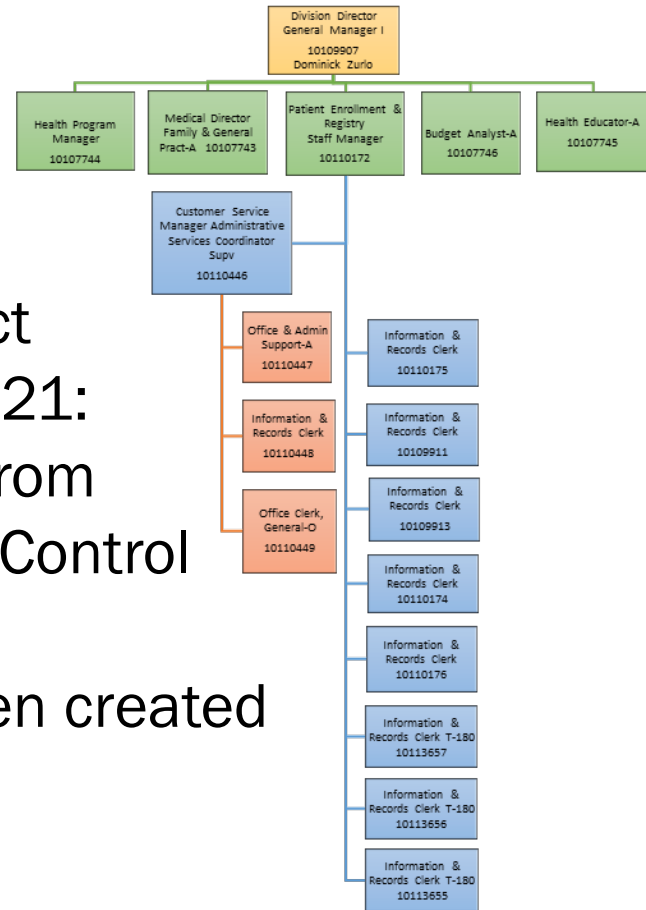 Division Director
General Manager I
10109907
Dominick Zurlo
Health Program
Manager
10107744
Medical Director
Family & General
Pract-A 10107743
Patient Enrollment &
Registry
Staff Manager
10110172
Budget Analyst-A
10107746
Health Educator-A
10107745
Customer Service
Manager Administrative
Services Coordinator
Supv
10110446
Office & Admin
Support-A
10110447
Information &
Records Clerk
10110448
Office Clerk,
General-O
10110449
Information &
Records Clerk
10110175
Information &
Records Clerk
10109911
Information &
Records Clerk
10109913
Information &
Records Clerk
10110174
Information &
Records Clerk
10110176
Information &
Records Clerk T-180
10113657
Information &
Records Clerk T-180
10113656
Information &
Records Clerk T-180
10113655
ct
21:
rom
Control
en created